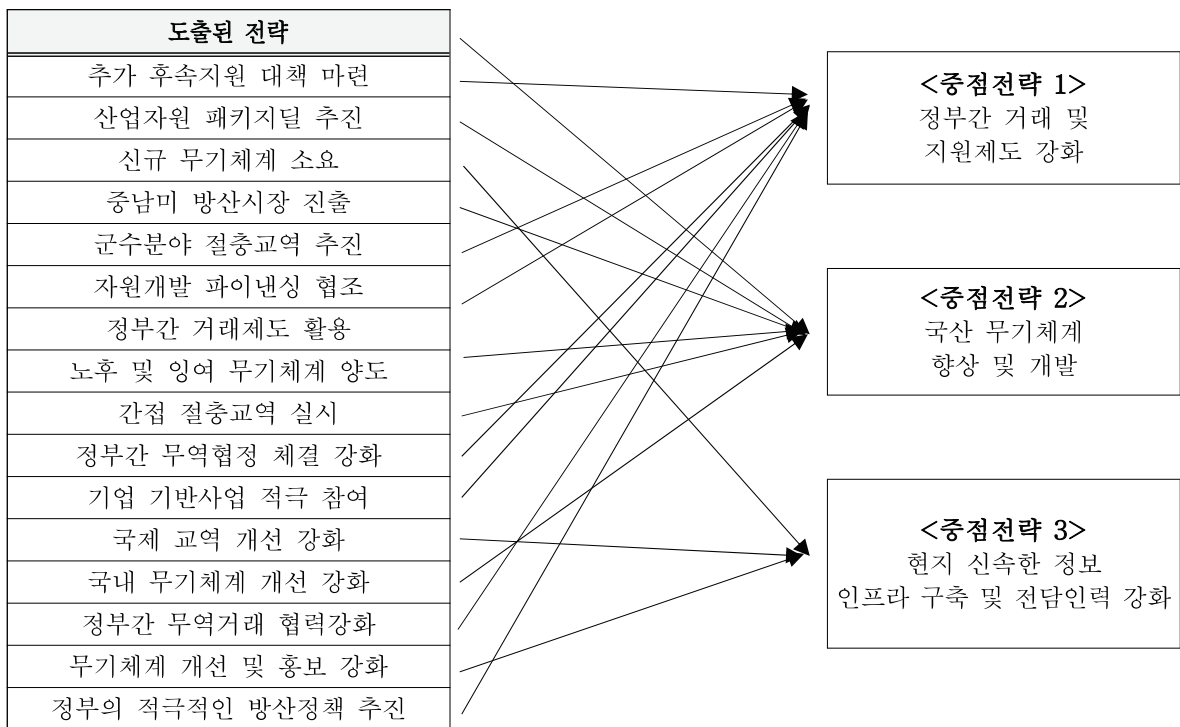 도출된 전략
추가 후속지원 대책 마련
산업자원 패키지딜 추진
신규 무기체계 소요
중남미 방산시장 진출
군수분야 절충교역 추진
자원개발 파이낸싱 협조
정부간 거래제도 활용
노후 및 잉여 무기체계 양도
간접 절충교역 실시
정부간 무역협정 체결 강화
기업 기반사업 적극 참여
국제 교역 개선 강화
국내 무기체계 개선 강화
정부간 무역거래 협력강화
무기체계 개선 및 홍보 강화
정부의 적극적인 방산정책 추진
<중점전략 1>
정부간 거래 및
지원제도 강화
<중점전략 2>
국산 무기체계
향상 및 개발
<중점전략 3>
현지 신속한 정보
인프라 구축 및 전담인력 강화